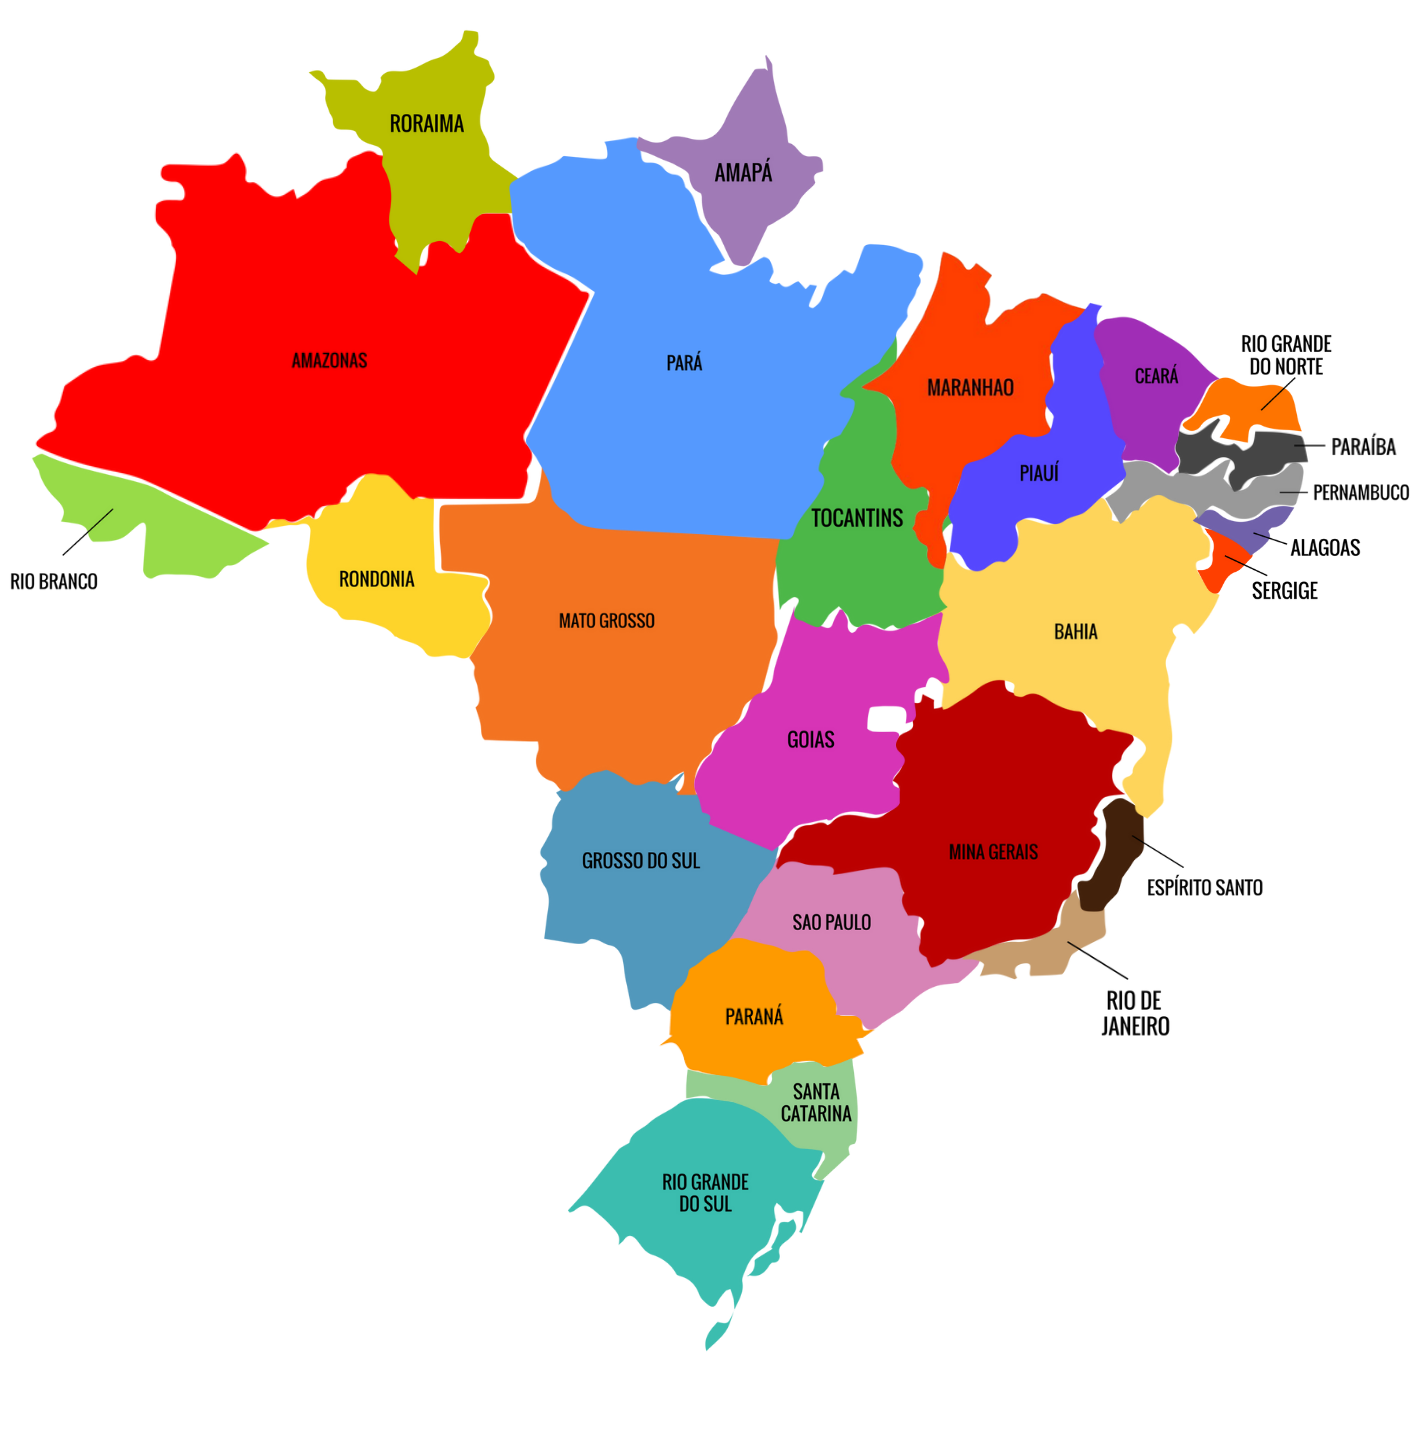 RORAIMA
AMAPÁ
AMAZONAS
PARÁ
MARANHAO
CEARÁ
RIO GRANDE
DO NORTE
PARAÍBA
PIAUÍ
PERNAMBUCO
TOCANTINS
ALAGOAS
RIO BRANCO
RONDONIA
SERGIGE
MATO GROSSO
BAHIA
GOIAS
GROSSO DO SUL
MINA GERAIS
ESPÍRITO SANTO
SAO PAULO
RIO DE
JANEIRO
PARANÁ
SANTA
CATARINA
RIO GRANDE
DO SUL